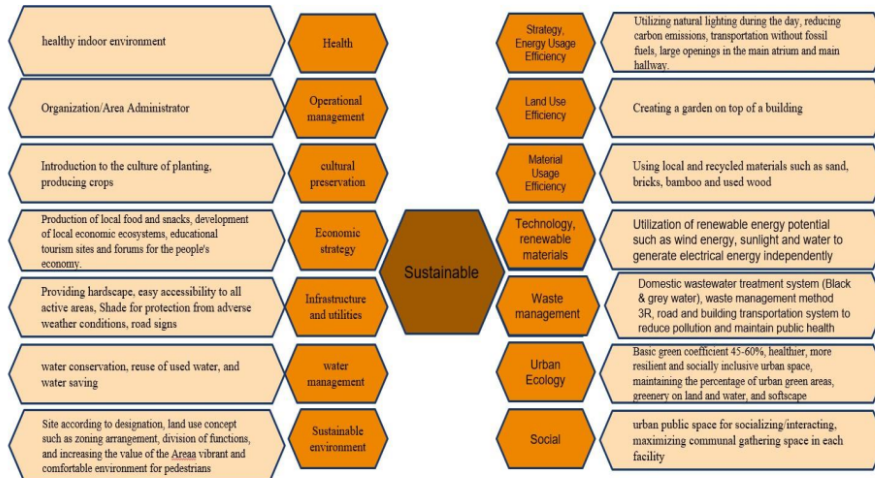 healthy indoor environment
Health
Organization/Area Administrator
Operational
management
Introduction to the culture of planting,
producing crops
cultural
preservation
Production of local food and snacks, development
of local economic ecosystems, educational
tourism sites and forums for the people's
economy.
Economic
strategy
Providing hardscape, easy accessibility to all
active areas, Shade for protection from adverse
weather conditions, road signs
Infrastructure
and utilities
water conservation, reuse of used water, and
water saving
water
management
Site according to designation, land use concept
such as zoning arrangement, division of functions,
and increasing the value of the Areaa vibrant and
comfortable environment for pedestrians
Sustainable
environment
Sustainable
Strategy,
Energy Usage
Efficiency
Utilizing natural lighting during the day, reducing
carbon emissions, transportation without fossil
fuels, large openings in the main atrium and main
hallway.
Land Use
Efficiency
Creating a garden on top of a building
Material
Usage
Efficiency
Using local and recycled materials such as sand,
bricks, bamboo and used wood
Technology,
renewable
materials
Utilization of renewable energy potential
such as wind energy, sunlight and water to
generate electrical energy independently
Waste
management
Domestic wastewater treatment system (Black
& grey water), waste management method
3R, road and building transportation system to
reduce pollution and maintain public health
Urban
Ecology
Basic green coefficient 45-60%, healthier, more
resilient and socially inclusive urban space,
maintaining the percentage of urban green areas,
greenery on land and water, and softscape
Social
urban public space for socializing/interacting,
maximizing communal gathering space in each
facility